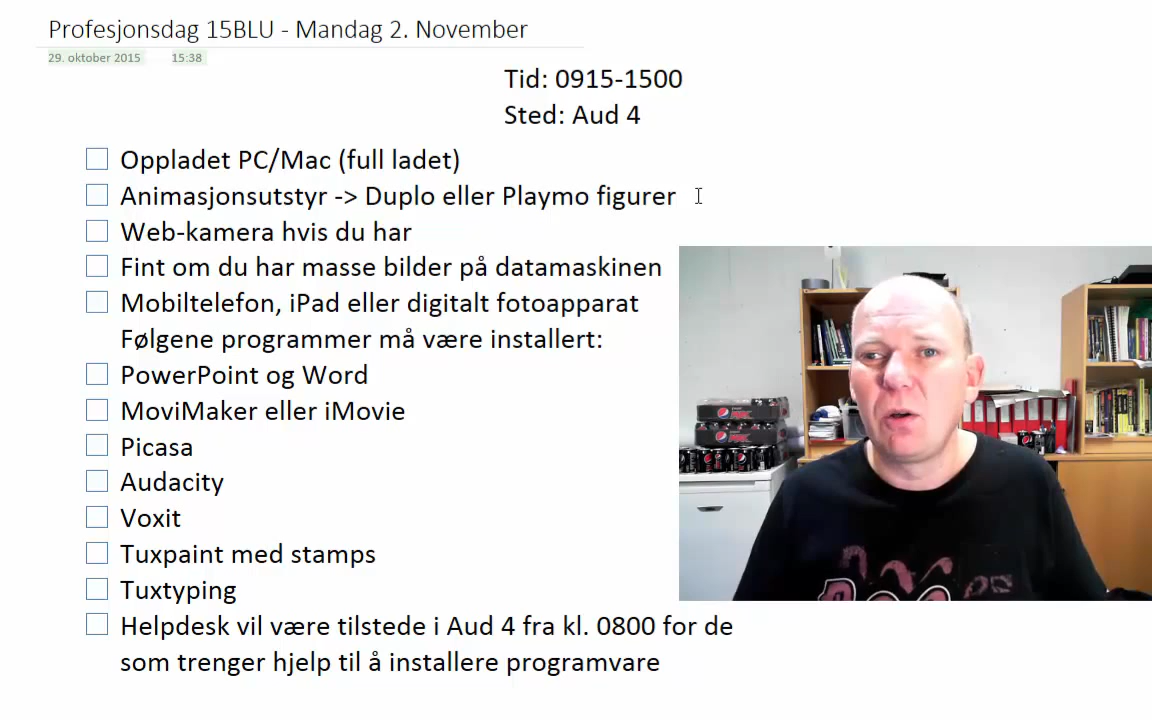 Profesjonsdag 15BLU - Mandag 2. November
29. oktober 2015 15:38
Tid: 0915-1500
Sted: Aud 4
Oppladet PC/Mac (full ladet)
Animasjonsutstyr -> Duplo eller Playmo figurer
Web-kamera hvis du har
Fint om du har masse bilder på datamaskinen
Mobiltelefon, iPad eller digitalt fotoapparat
Følgene programmer må være installert:
PowerPoint og Word
MoviMaker eller iMovie
Picasa
Audacity
Voxit
Tuxpaint med stamps
Tuxtyping
Helpdesk vil være tilstede i Aud 4 fra kl. 0800 for de
som trenger hjelp til å installere programvare